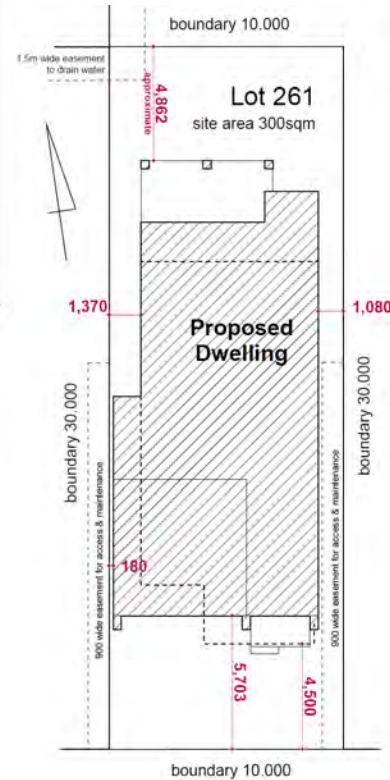 boundary 10.000
1.5m wide easement
to drain water
4,862
approximate
Lot 261
site area 300sqm
1,370
1,080
Proposed
Dwelling
boundary 30.000
900 wide easement for access & maintenance
180
boundary 30.000
900 wide easement for access & maintenance
5,703
4,500
boundary 10.000